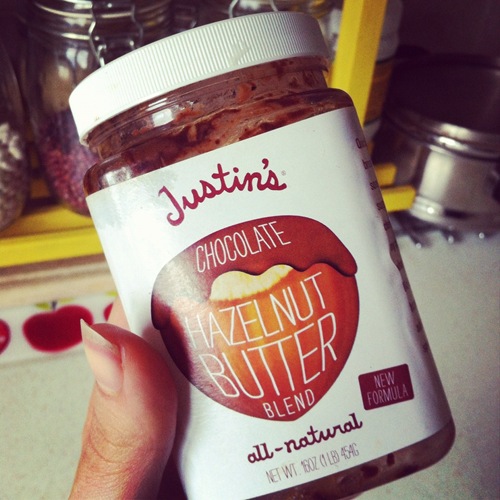 Justin's
CHOCOLATE
HAZELNUT
BUTTER
BLEND
NEW
FORMULA
all-natural
NET WT. 16OZ (1 LB) 454G